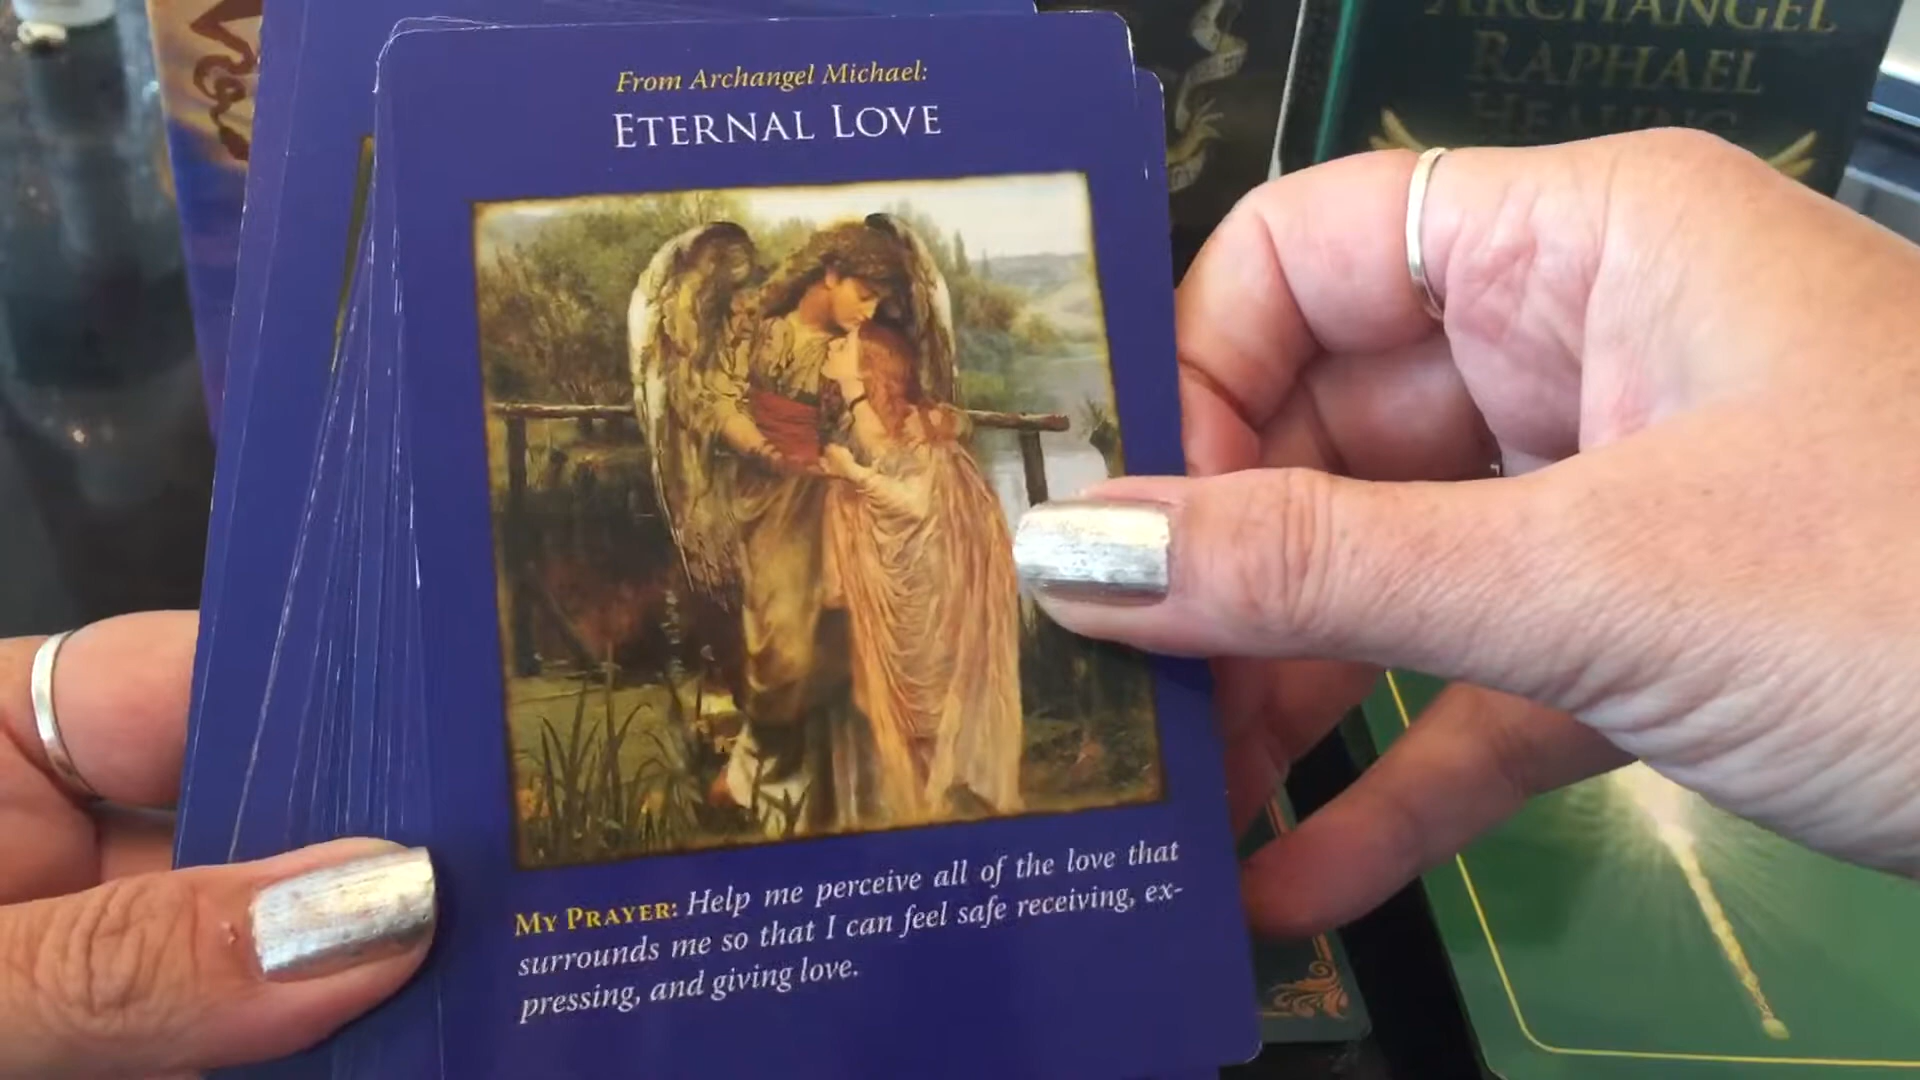 From Archangel Michael:
ETERNAL LOVE
MY PRAYER: Help me perceive all of the love that
surrounds me so that I can feel safe receiving, ex-
pressing, and giving love.
ARCHANGEL
RAPHAEL
HEALING